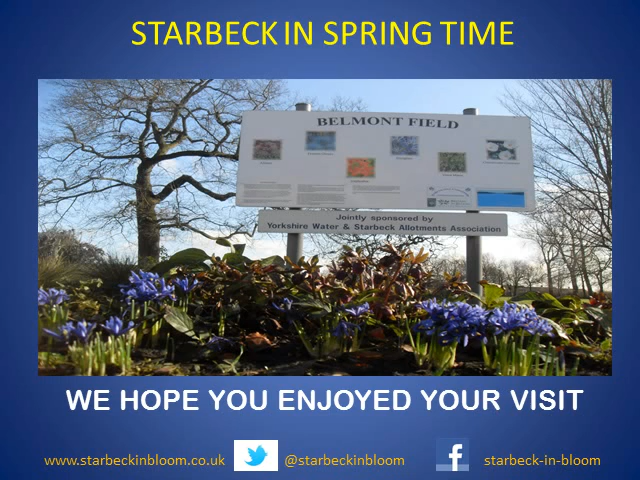 STARBECK IN SPRING TIME
BELMONT FIELD
Jointly sponsored by
Yorkshire Water & Starbeck Allotments Association
WE HOPE YOU ENJOYED YOUR VISIT
www.starbeckinbloom.co.uk @starbeckinbloom starbeck-in-bloom